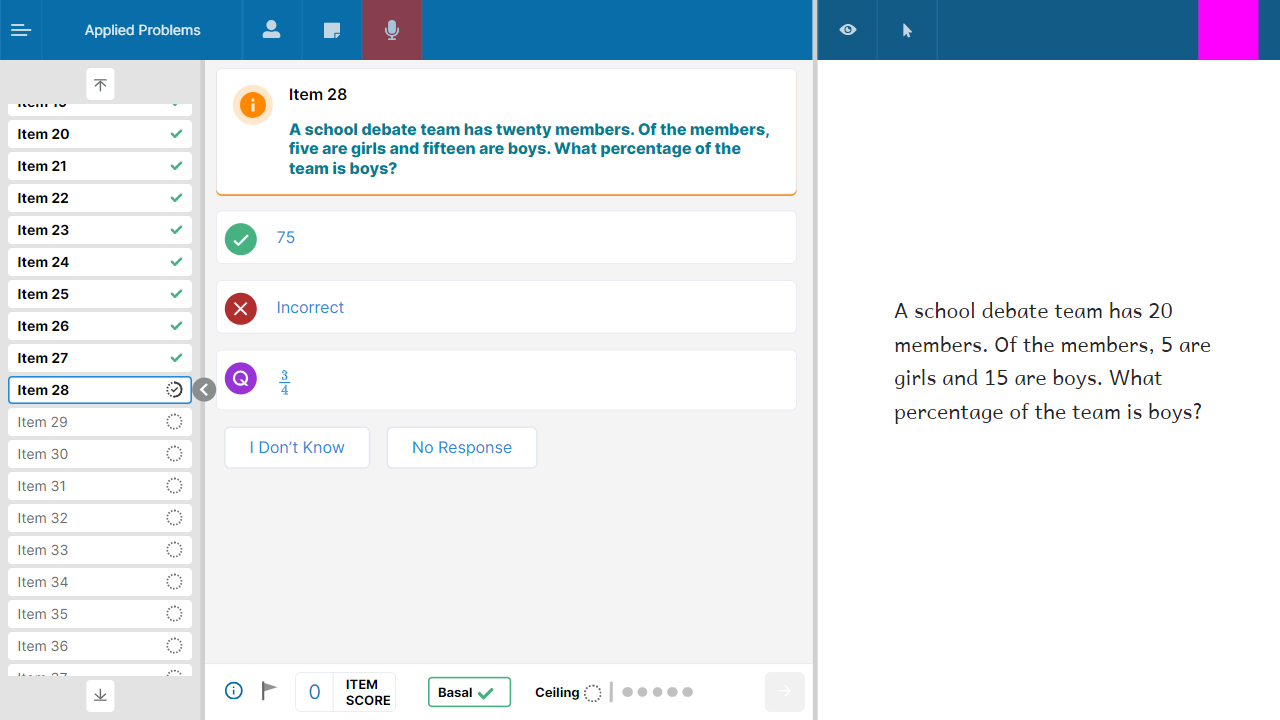 Applied Problems
Item 20
Item 21
Item 22
Item 23
Item 24
Item 25
Item 26
Item 27
Item 28
Item 29
Item 30
Item 31
Item 32
Item 33
Item 34
Item 35
Item 36
Item 28
A school debate team has twenty members. Of the members,
five are girls and fifteen are boys. What percentage of the
team is boys?
75
Incorrect
Q
3/4
I Don't Know
No Response
0
ITEM
SCORE
Basal
Ceiling
A school debate team has 20
members. Of the members, 5 are
girls and 15 are boys. What
percentage of the team is boys?